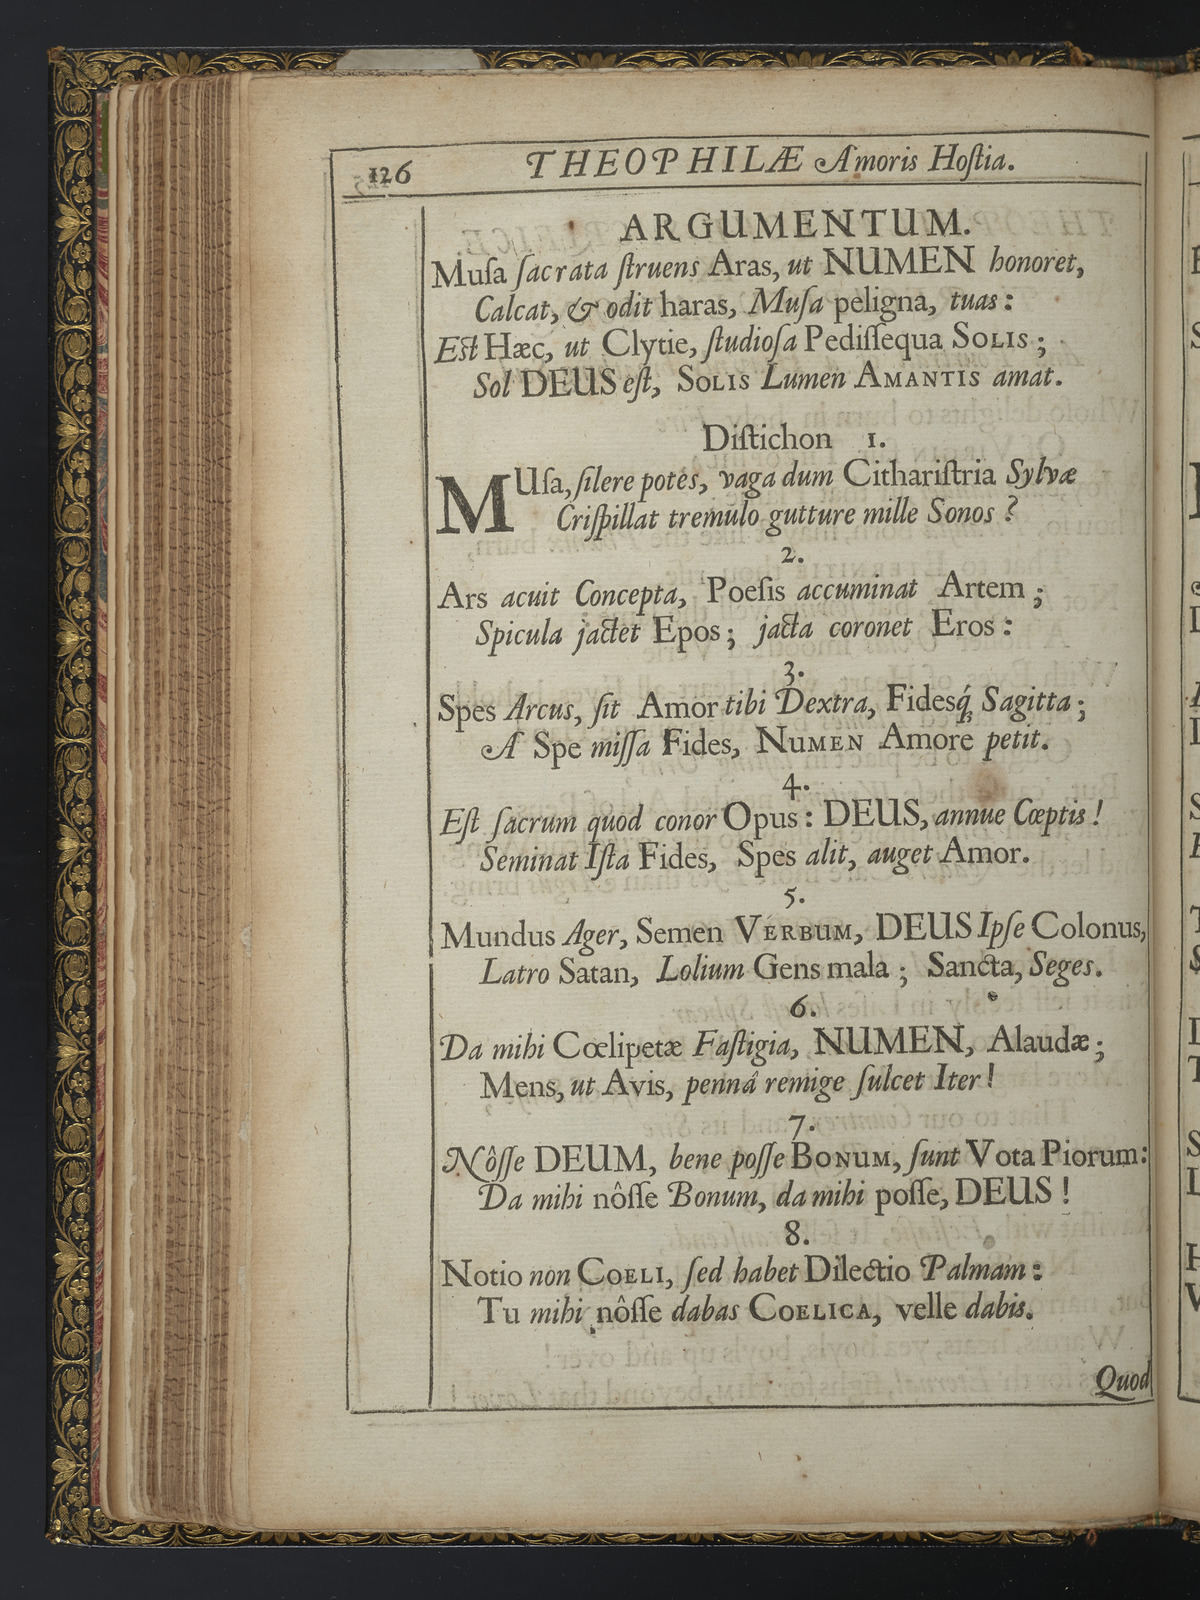 126 THEOPHILÆ Amoris Hoſtia.
ARGUMENTUM.
Muſa ſacrata ſtruens Aras, ut NUMEN honoret,
Calcat, & odit haras, Muſa peligna, tuas:
Eſt Hæc, ut Clytie, ſtudioſa Pediſſequa SOLIS;
Sol DEUS eſt, SOLIS Lumen AMANTIS amat.
Diſtichon 1.
MUſa, ſilere potes, vaga dum Cithariſtria Sylvæ
Criſpillat tremulo gutture mille Sonos?
2.
Ars acuit Concepta, Poeſis accuminat Artem;
Spicula jactet Epos; jacta coronet Eros:
3.
Spes Arcus, ſit Amor tibi Dextra, Fidesq́; Sagitta;
A Spe miſſa Fides, NUMEN Amore petit.
4.
Eſt ſacrum quod conor Opus: DEUS, annue Cœptis!
Seminat Iſta Fides, Spes alit, auget Amor.
5.
Mundus Ager, Semen VERBUM, DEUS Ipſe Colonus,
Latro Satan, Lolium Gens mala; Sancta, Seges.
6.
Da mihi Cœlipetæ Faſtigia, NUMEN, Alaudæ;
Mens, ut Avis, pennâ remige ſulcet Iter!
7.
Nôſſe DEUM, bene poſſe BONUM, ſunt Vota Piorum:
Da mihi nôſſe Bonum, da mihi poſſe, DEUS!
8.
Notio non COELI, ſed habet Dilectio Palmam:
Tu mihi nôſſe dabas COELICA, velle dabis.
Quod